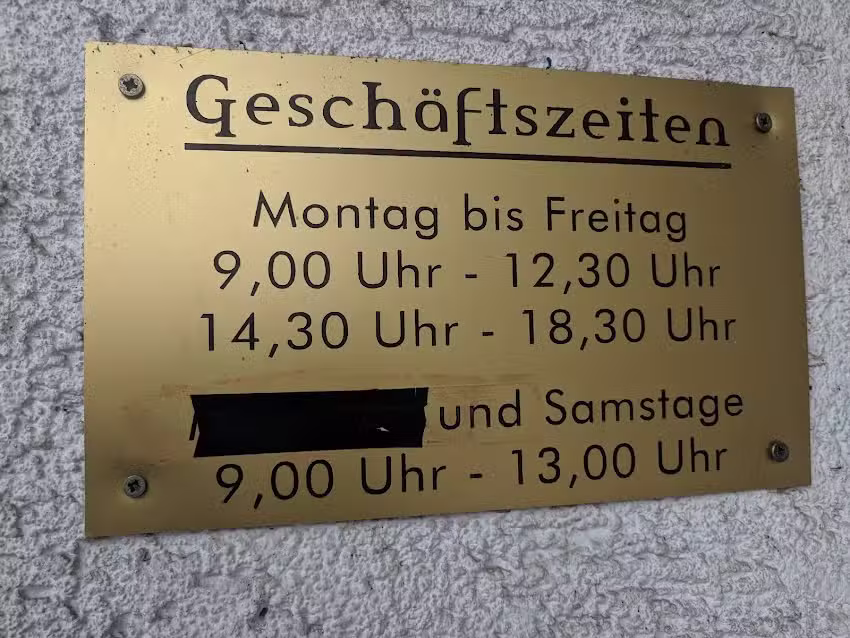 Geschäftszeiten
Montag bis Freitag
9,00 Uhr - 12,30 Uhr
14,30 Uhr - 18,30 Uhr
und Samstage
9,00 Uhr - 13,00 Uhr